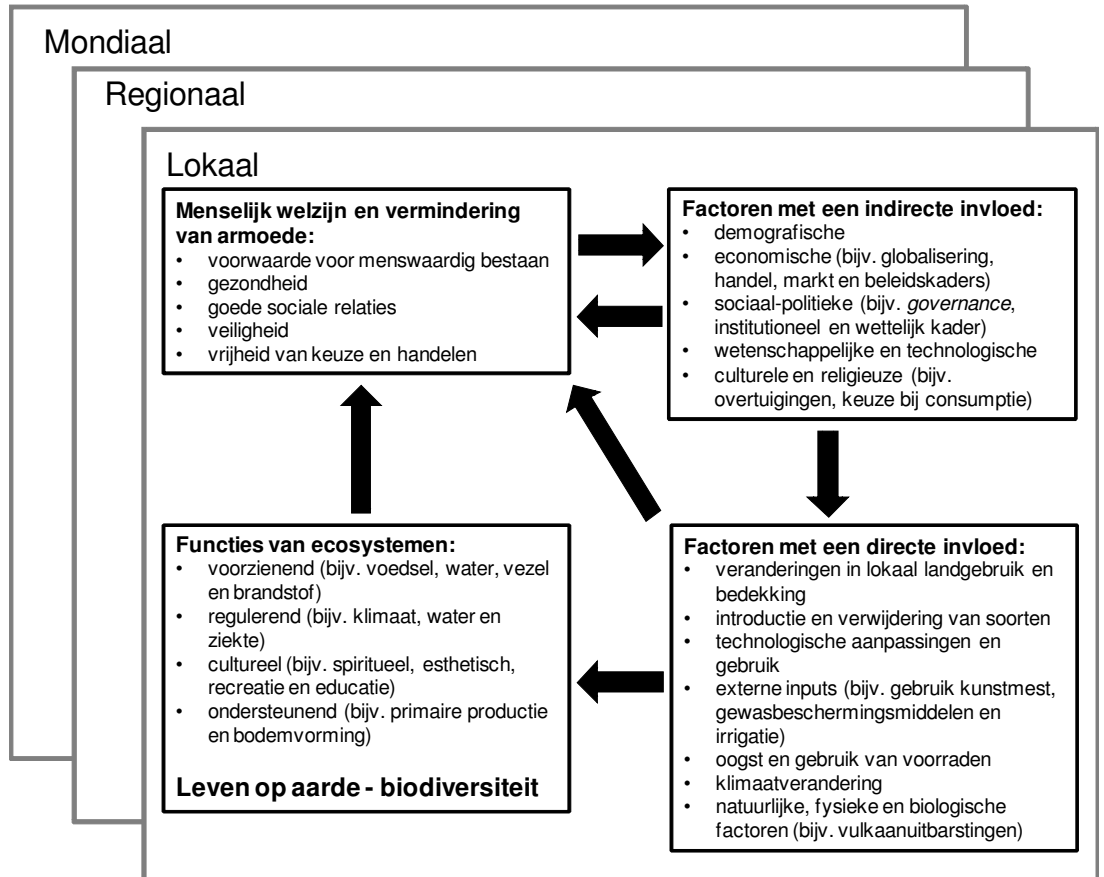 Mondiaal
Regionaal
Lokaal
Menselijk welzijn en vermindering
van armoede:
• voorwaarde voor menswaardig bestaan
• gezondheid
• goede sociale relaties
• veiligheid
• vrijheid van keuze en handelen
Factoren met een indirecte invloed:
• demografische
• economische (bijv. globalisering,
handel, markt en beleidskaders)
• sociaal-politieke (bijv. governance,
institutioneel en wettelijk kader)
• wetenschappelijke en technologische
• culturele en religieuze (bijv.
overtuigingen, keuze bij consumptie)
Functies van ecosystemen:
• voorzienend (bijv. voedsel, water, vezel
en brandstof)
• regulerend (bijv. klimaat, water en
ziekte)
• cultureel (bijv. spiritueel, esthetisch,
recreatie en educatie)
• ondersteunend (bijv. primaire productie
en bodemvorming)
Leven op aarde - biodiversiteit
Factoren met een directe invloed:
• veranderingen in lokaal landgebruik en
bedekking
• introductie en verwijdering van soorten
• technologische aanpassingen en
gebruik
• externe inputs (bijv. gebruik kunstmest,
gewasbeschermingsmiddelen en
irrigatie)
• oogst en gebruik van voorraden
• klimaatverandering
• natuurlijke, fysieke en biologische
factoren (bijv. vulkaanuitbarstingen)